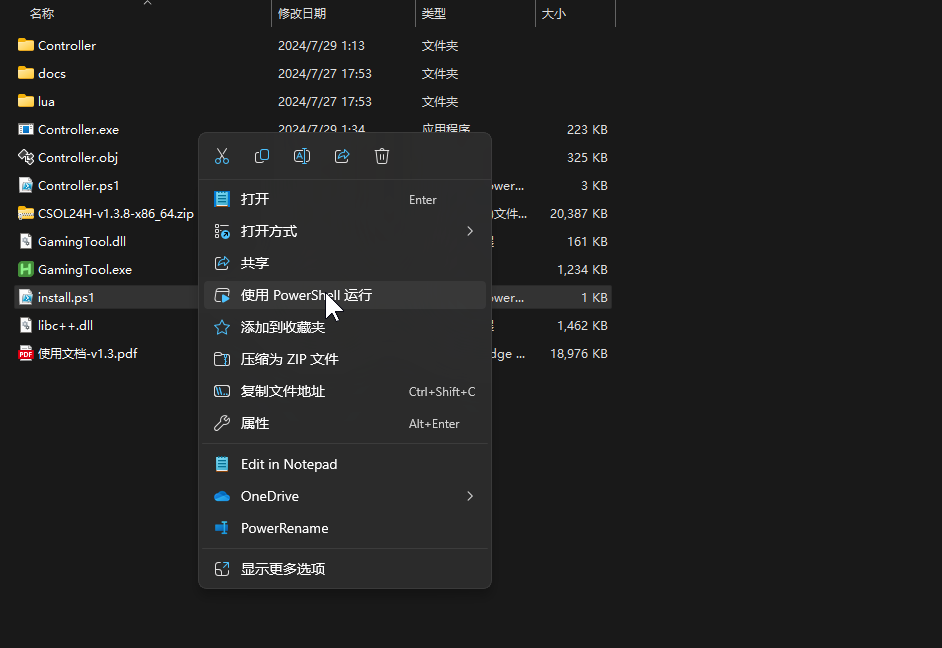 名称 修改日期 类型 大小
Controller 2024/7/29 1:13 文件夹
docs 2024/7/27 17:53 文件夹
lua 2024/7/27 17:53 文件夹
Controller.exe 2024/7/29 1:34 应用程序 223 KB
Controller.obj 325 KB
Controller.ps1 ower... 3 KB
CSOL24H-v1.3.8-x86_64.zip 文件... 20,387 KB
GamingTool.dll 161 KB
GamingTool.exe 1,234 KB
install.ps1 ower... 1 KB
libc++.dll 1,462 KB
使用文档-v1.3.pdf dge ... 18,976 KB
打开 Enter
打开方式
共享
使用 PowerShell 运行
添加到收藏夹
压缩为 ZIP 文件
复制文件地址 Ctrl+Shift+C
属性 Alt+Enter
Edit in Notepad
OneDrive
PowerRename
显示更多选项